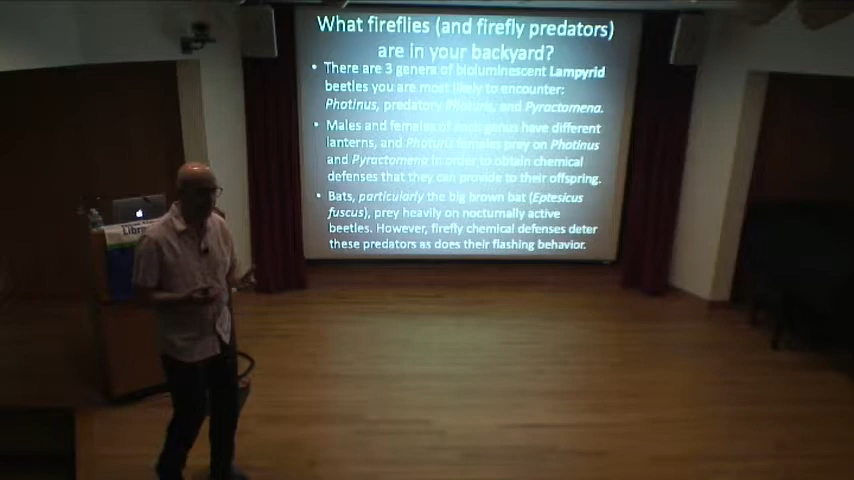 What fireflies (and firefly predators)
are in your backyard?
• There are 3 genera of bioluminescent Lampyrid
beetles you are most likely to encounter:
Photinus, predatory Photuris, and Pyractomena.
• Males and females of each genus have different
lanterns, and Photuris females prey on Photinus
and Pyractomena in order to obtain chemical
defenses that they can provide to their offspring.
• Bats, particularly the big brown bat (Eptesicus
fuscus), prey heavily on nocturnally active
beetles. However, firefly chemical defenses deter
these predators as does their flashing behavior.